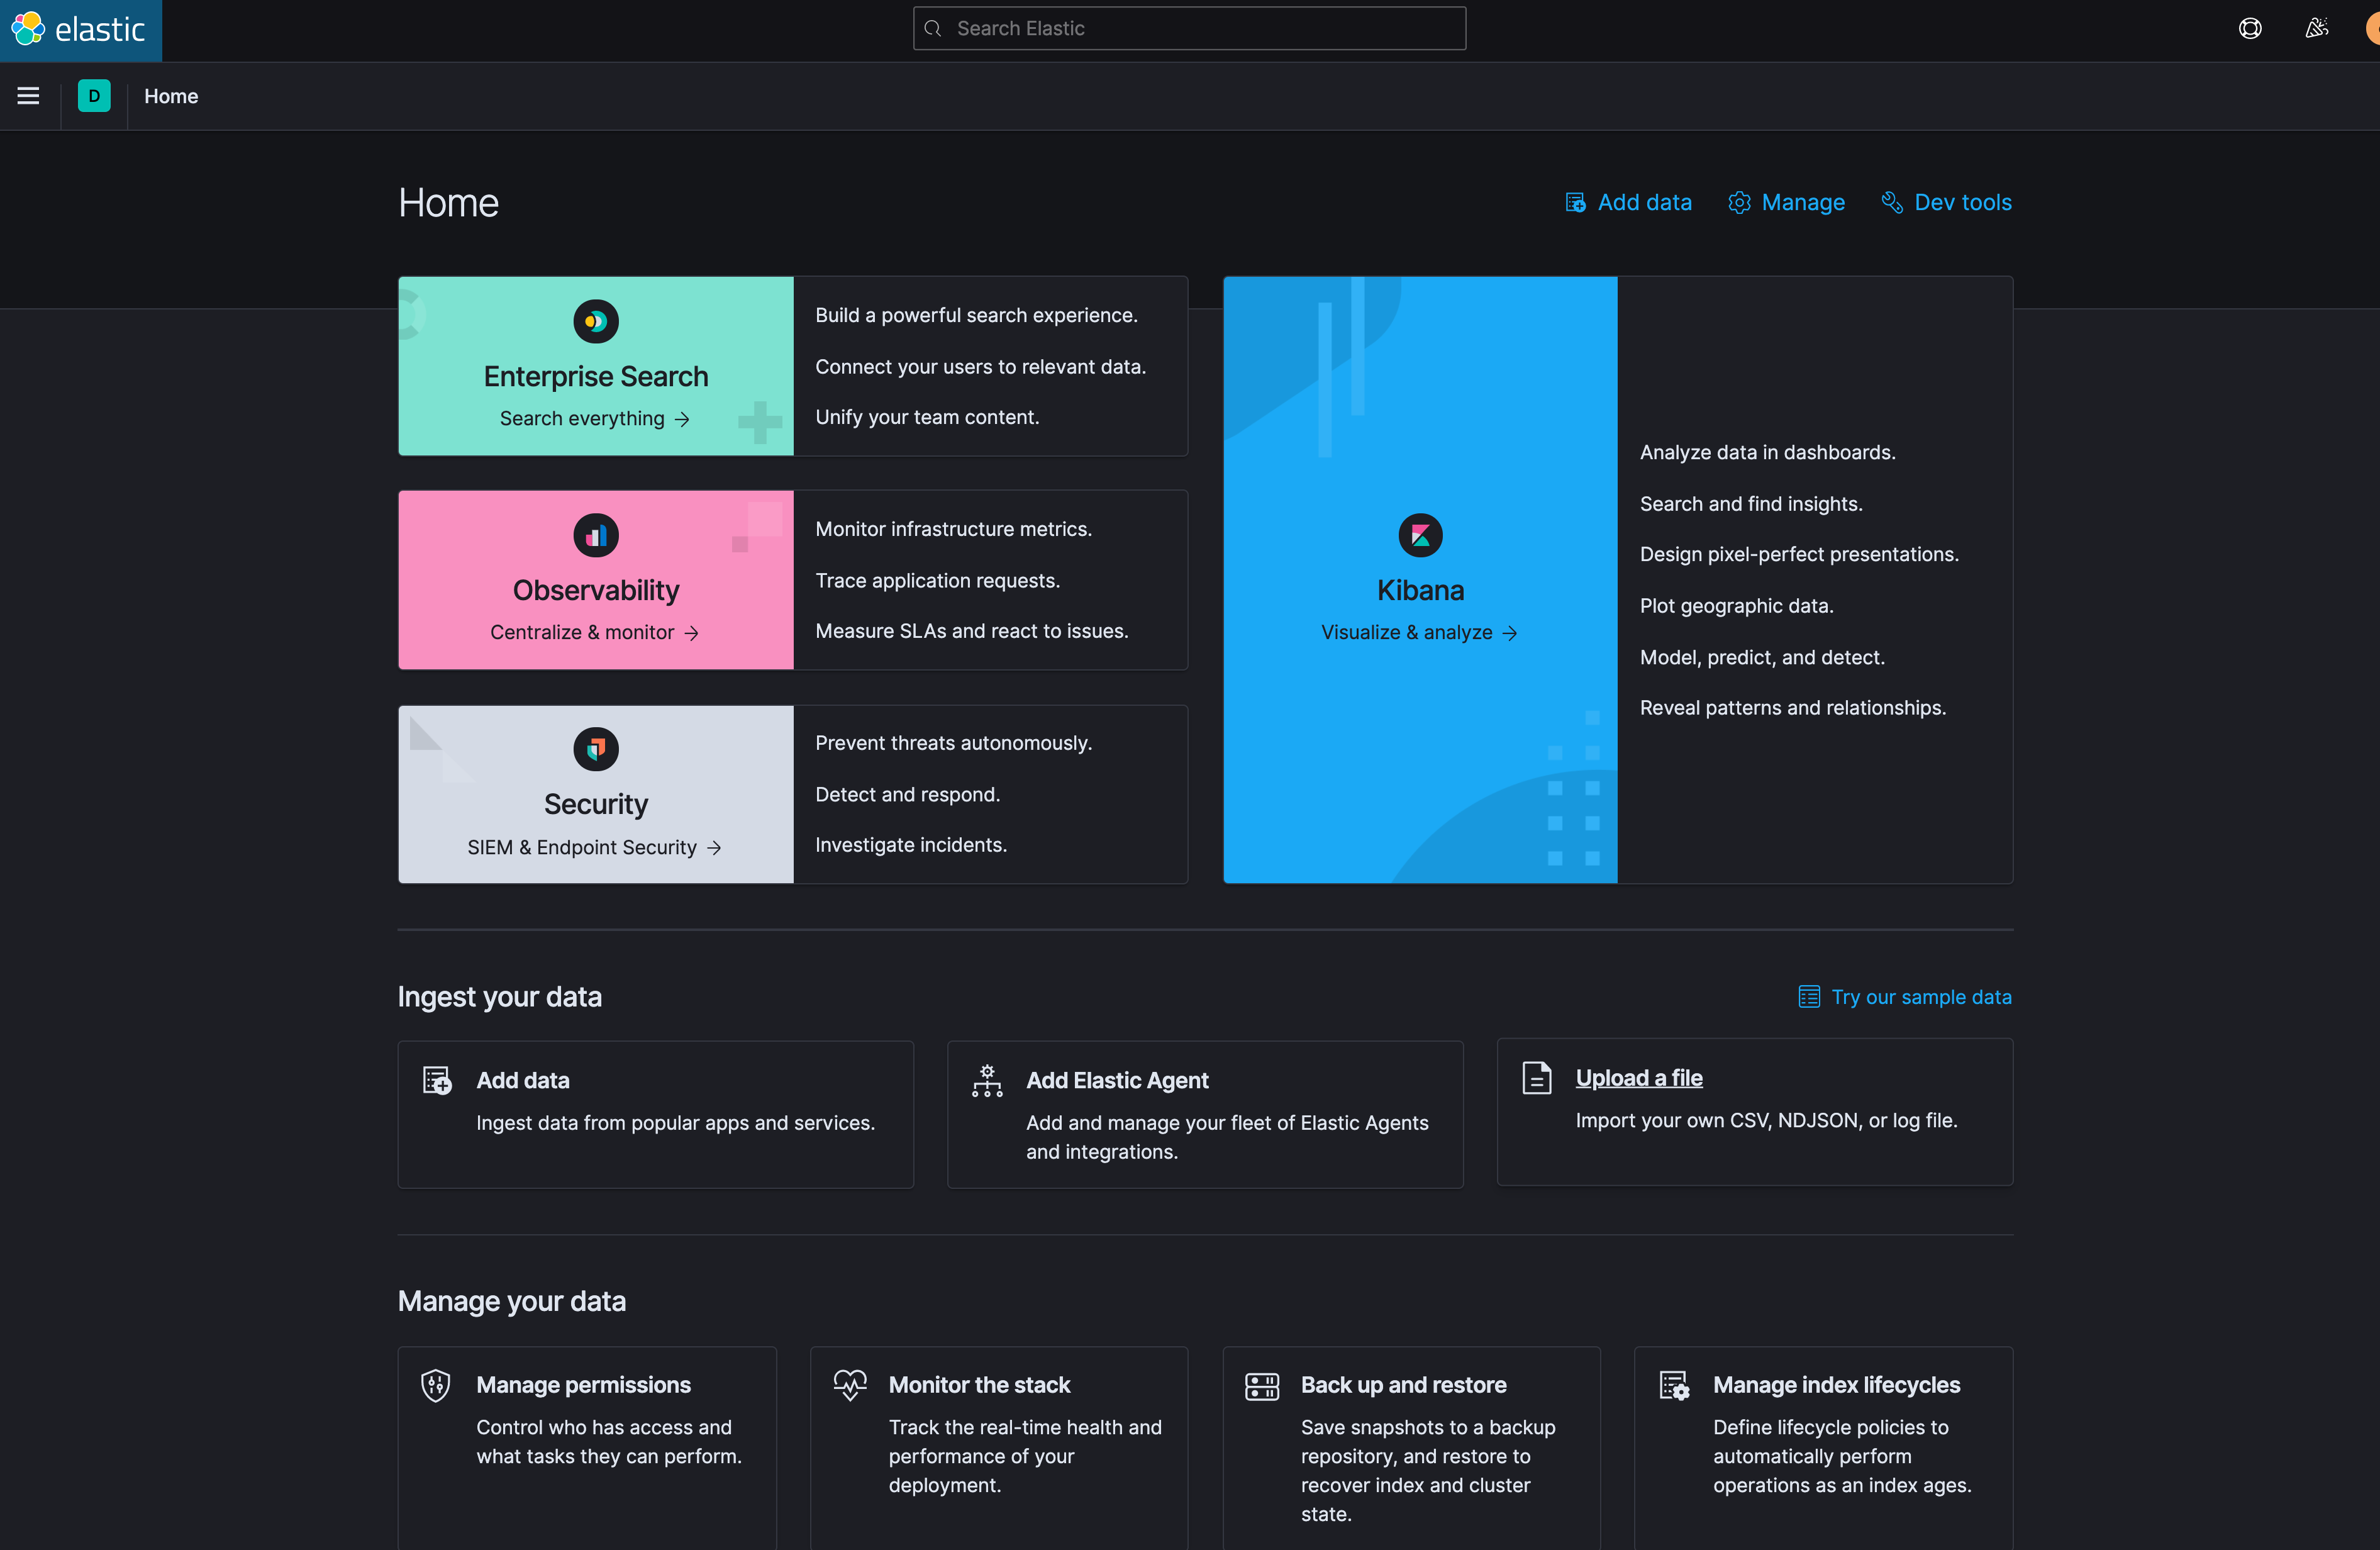 elastic
Search Elastic
D
Home
Home
Add data
Manage
Dev tools
Enterprise Search
Search everything →
Build a powerful search experience.
Connect your users to relevant data.
Unify your team content.
Observability
Centralize & monitor →
Monitor infrastructure metrics.
Trace application requests.
Measure SLAs and react to issues.
Security
SIEM & Endpoint Security →
Prevent threats autonomously.
Detect and respond.
Investigate incidents.
Kibana
Visualize & analyze →
Analyze data in dashboards.
Search and find insights.
Design pixel-perfect presentations.
Plot geographic data.
Model, predict, and detect.
Reveal patterns and relationships.
Ingest your data
Try our sample data
Add data
Ingest data from popular apps and services.
Add Elastic Agent
Add and manage your fleet of Elastic Agents
and integrations.
Upload a file
Import your own CSV, NDJSON, or log file.
Manage your data
Manage permissions
Control who has access and
what tasks they can perform.
Monitor the stack
Track the real-time health and
performance of your
deployment.
Back up and restore
Save snapshots to a backup
repository, and restore to
recover index and cluster
state.
Manage index lifecycles
Define lifecycle policies to
automatically perform
operations as an index ages.